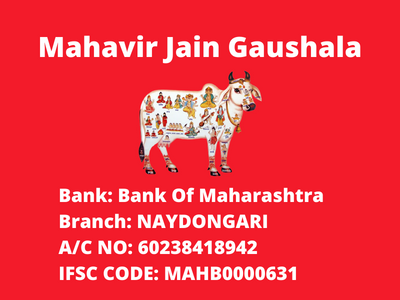 Mahavir Jain Gaushala
Bank: Bank Of Maharashtra
Branch: NAYDONGARI
A/C NO: 60238418942
IFSC CODE: MAHB0000631